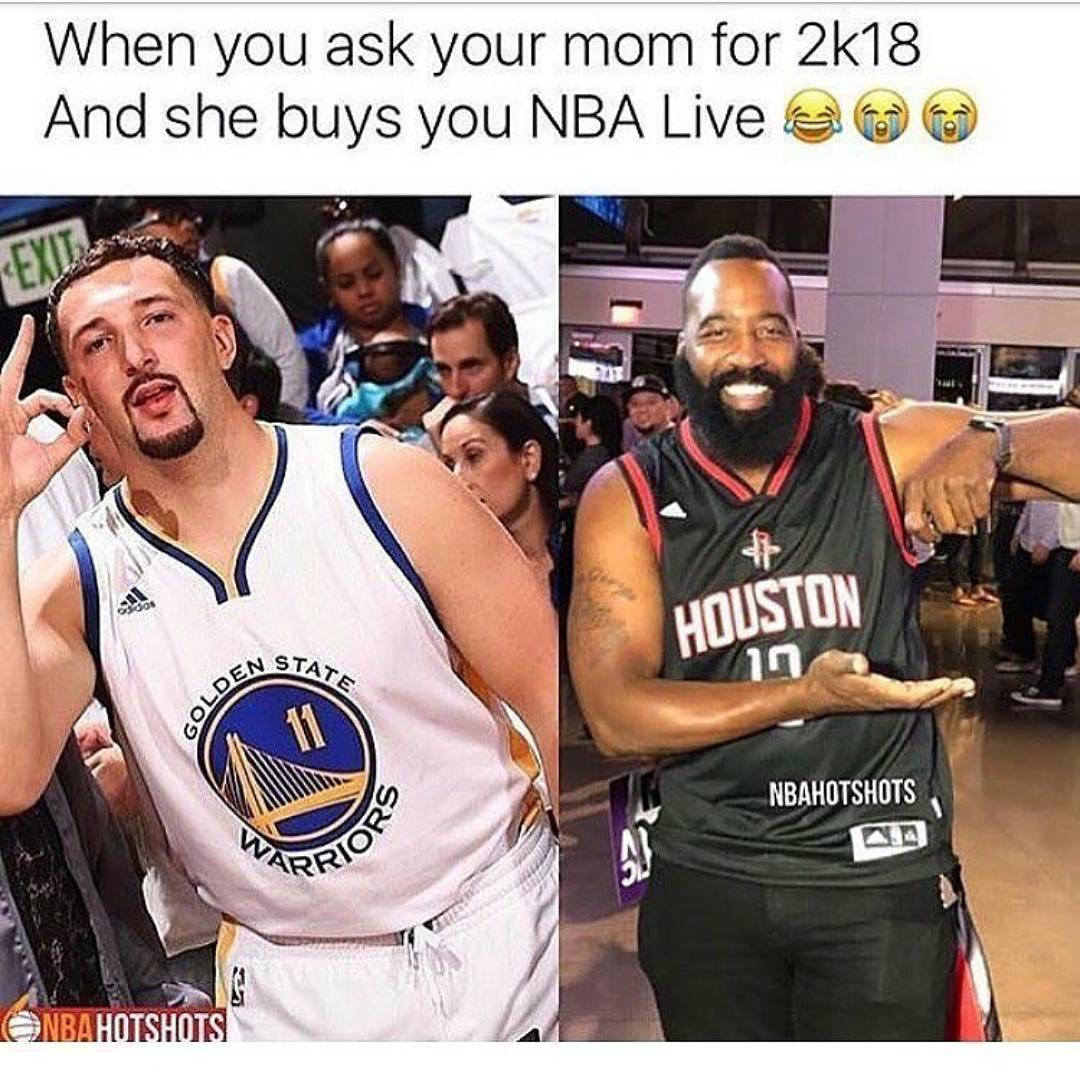 When you ask your mom for 2k18
And she buys you NBA Live 😂😭😭
EXIT
adidas
GOLDEN STATE
11
WARRIORS
HOUSTON
NBAHOTSHOTS
NBAHOTSHOTS